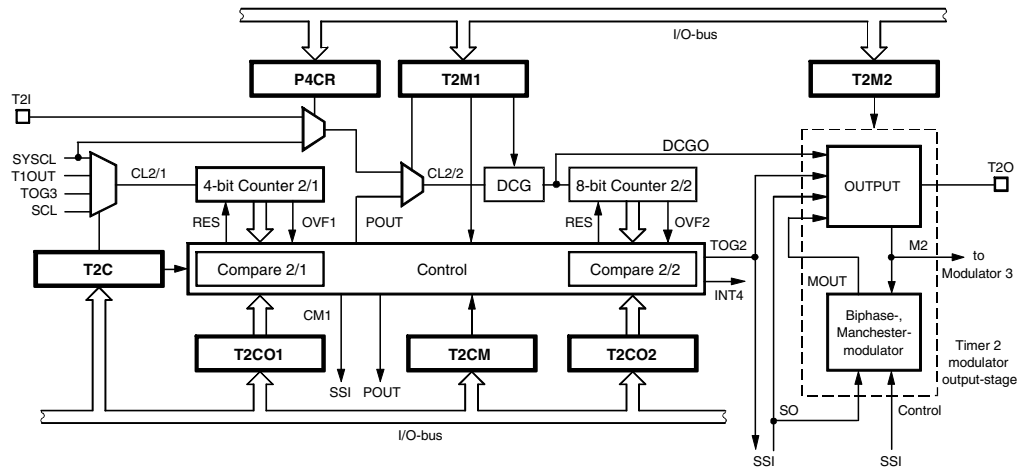 I/O-bus
P4CR
T2M1
T2M2
T2I
SYSCL
T1OUT
TOG3
SCL
CL2/1
4-bit Counter 2/1
CL2/2
DCG
8-bit Counter 2/2
DCGO
OUTPUT
T2O
RES
OVF1
POUT
RES
OVF2
TOG2
M2
to
Modulator 3
T2C
Compare 2/1
Control
Compare 2/2
INT4
MOUT
CM1
Biphase-,
Manchester-
modulator
T2CO1
T2CM
T2CO2
Timer 2
modulator
output-stage
SSI
POUT
SO
Control
I/O-bus
SSI
SSI